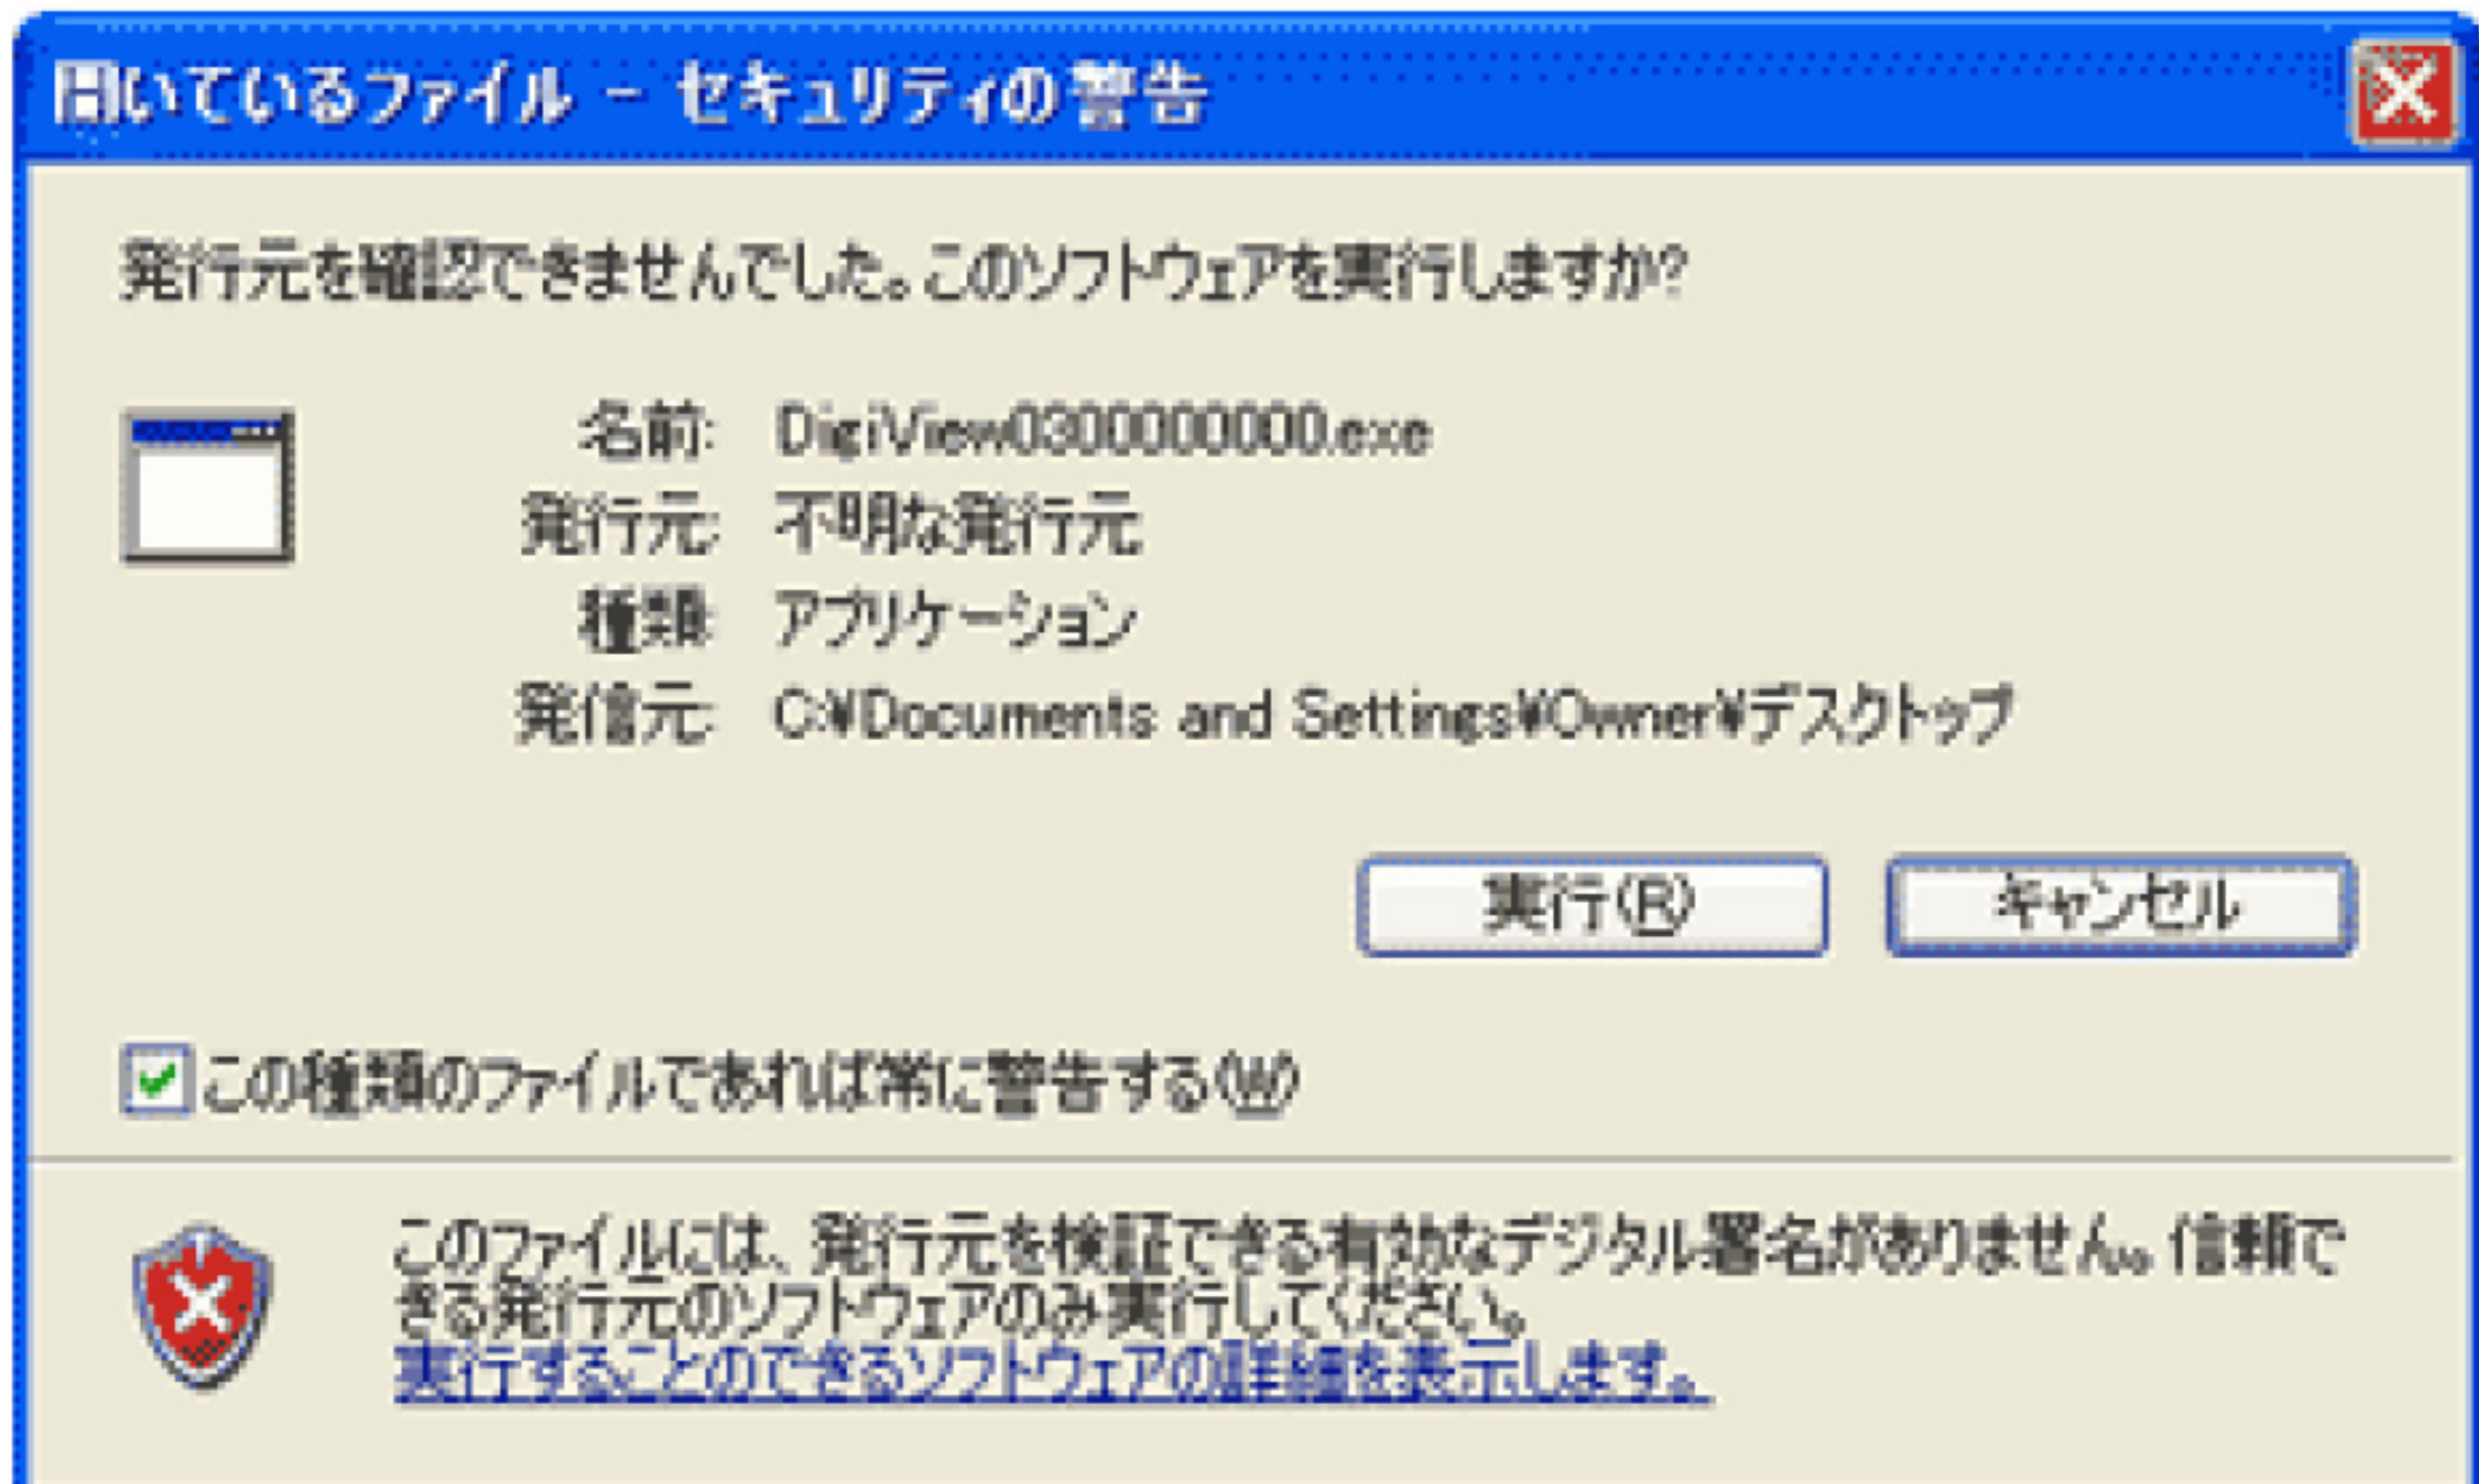 開いているファイル - セキュリティの警告
発行元を確認できませんでした。このソフトウェアを実行しますか?
名前: DigiView0300000000.exe
発行元: 不明な発行元
種類: アプリケーション
発信元: C:¥Documents and Settings¥Owner¥デスクトップ
実行(R) キャンセル
この種類のファイルであれば常に警告する(W)
このファイルには、発行元を検証できる有効なデジタル署名がありません。信頼で
きる発行元のソフトウェアのみ実行してください。
実行することのできるソフトウェアの詳細を表示します。